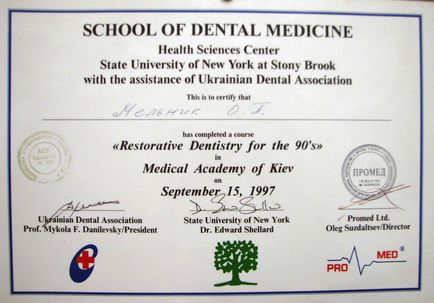 SCHOOL OF DENTAL MEDICINE
Health Sciences Center
State University of New York at Stony Brook
with the assistance of Ukrainian Dental Association
This is to certify that
Мельник О. П.
has completed a course
«Restorative Dentistry for the 90's»
in
Medical Academy of Kiev
on
September 15, 1997
ПРОМЕД
Ukrainian Dental Association
Prof. Mykola F. Danilevsky/President
State University of New York
Dr. Edward Shellard
Promed Ltd.
Oleg Suzdaltsev/Director
PRO MED®